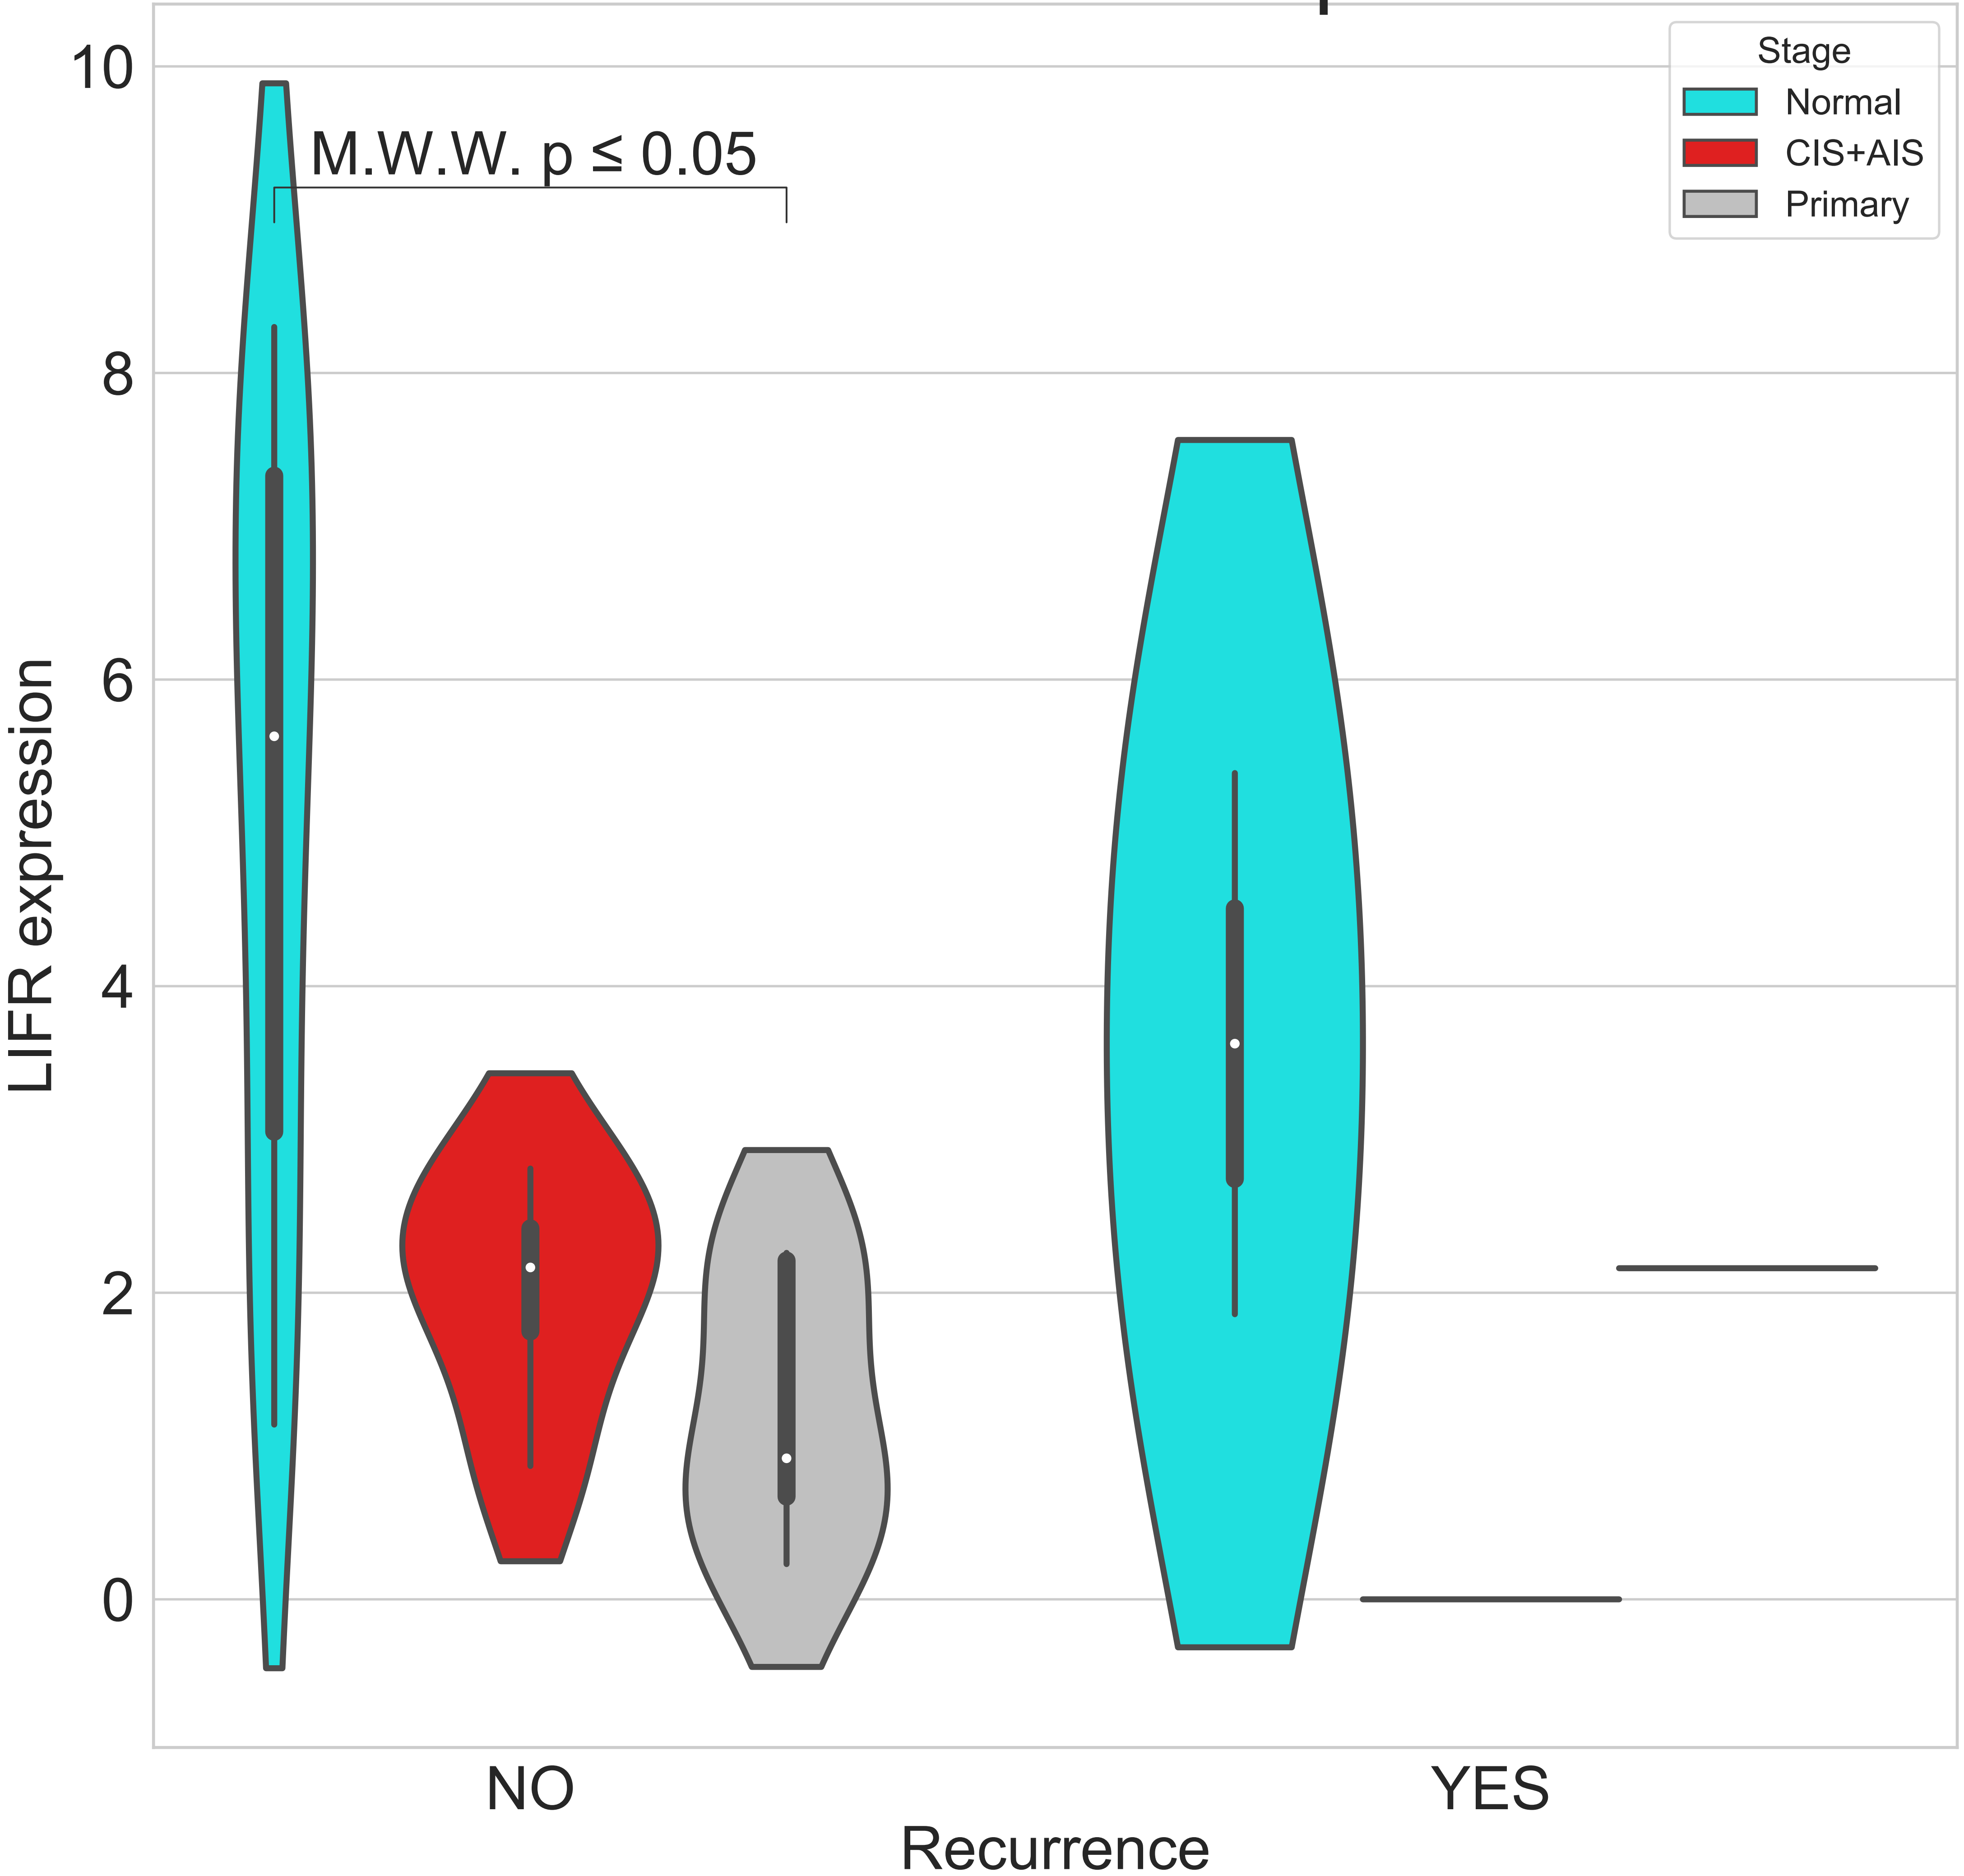 Stage
Normal
CIS+AIS
Primary
M.W.W. p ≤ 0.05
10
8
6
4
2
0
LIFR expression
NO
YES
Recurrence